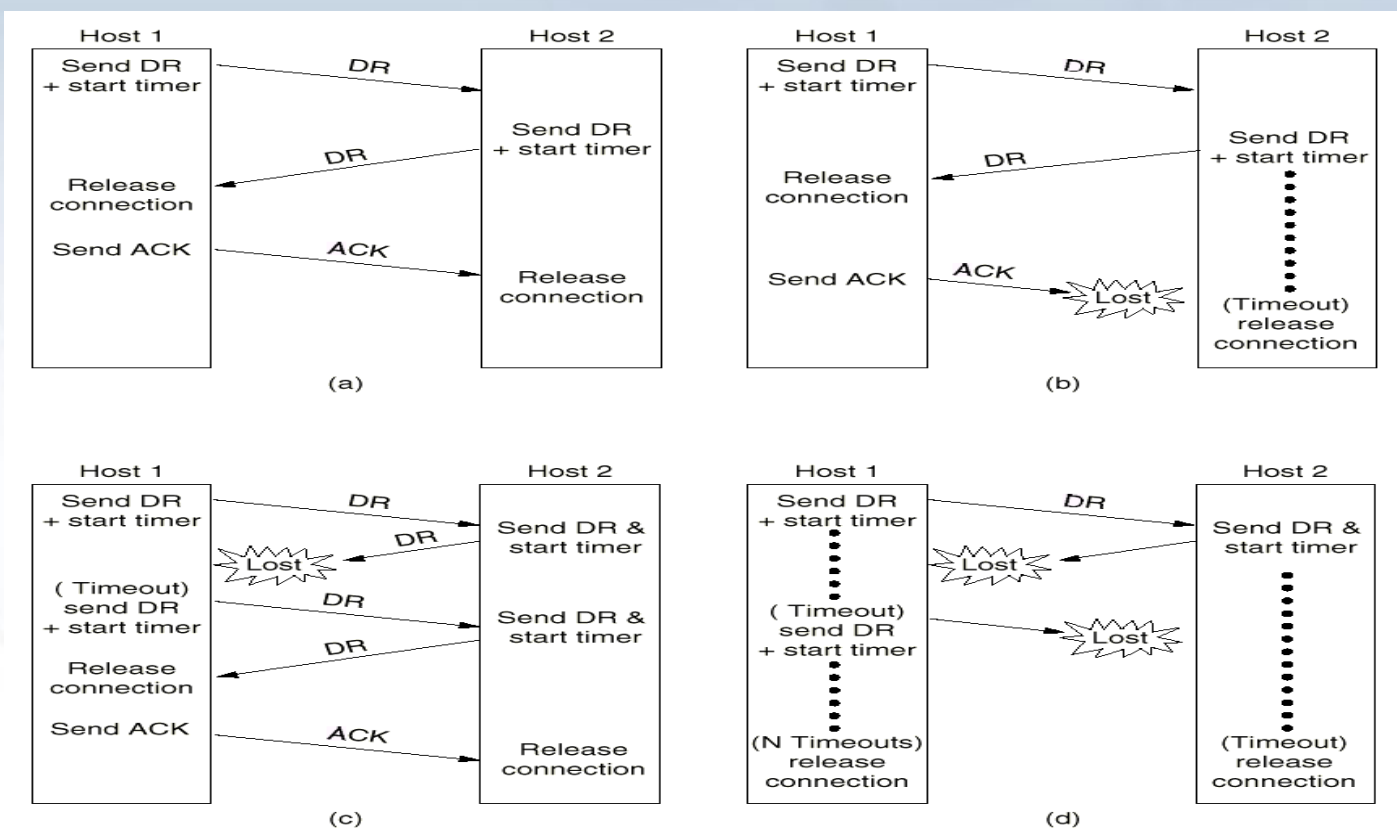 Host 1
Host 2
Send DR
+ start timer
DR
Send DR
+ start timer
DR
Release
connection
Send ACK
ACK
Release
connection
(a)
Host 1
Host 2
Send DR
+ start timer
DR
Send DR
+ start timer
DR
Release
connection
Send ACK
ACK
Lost
(Timeout)
release
connection
(b)
Host 1
Host 2
Send DR
+ start timer
DR
Send DR &
start timer
DR
Lost
( Timeout)
send DR
+ start timer
DR
Send DR &
start timer
DR
Release
connection
Send ACK
ACK
Release
connection
(c)
Host 1
Host 2
Send DR
+ start timer
DR
Send DR &
start timer
Lost
( Timeout)
send DR
+ start timer
Lost
(N Timeouts)
release
connection
(Timeout)
release
connection
(d)